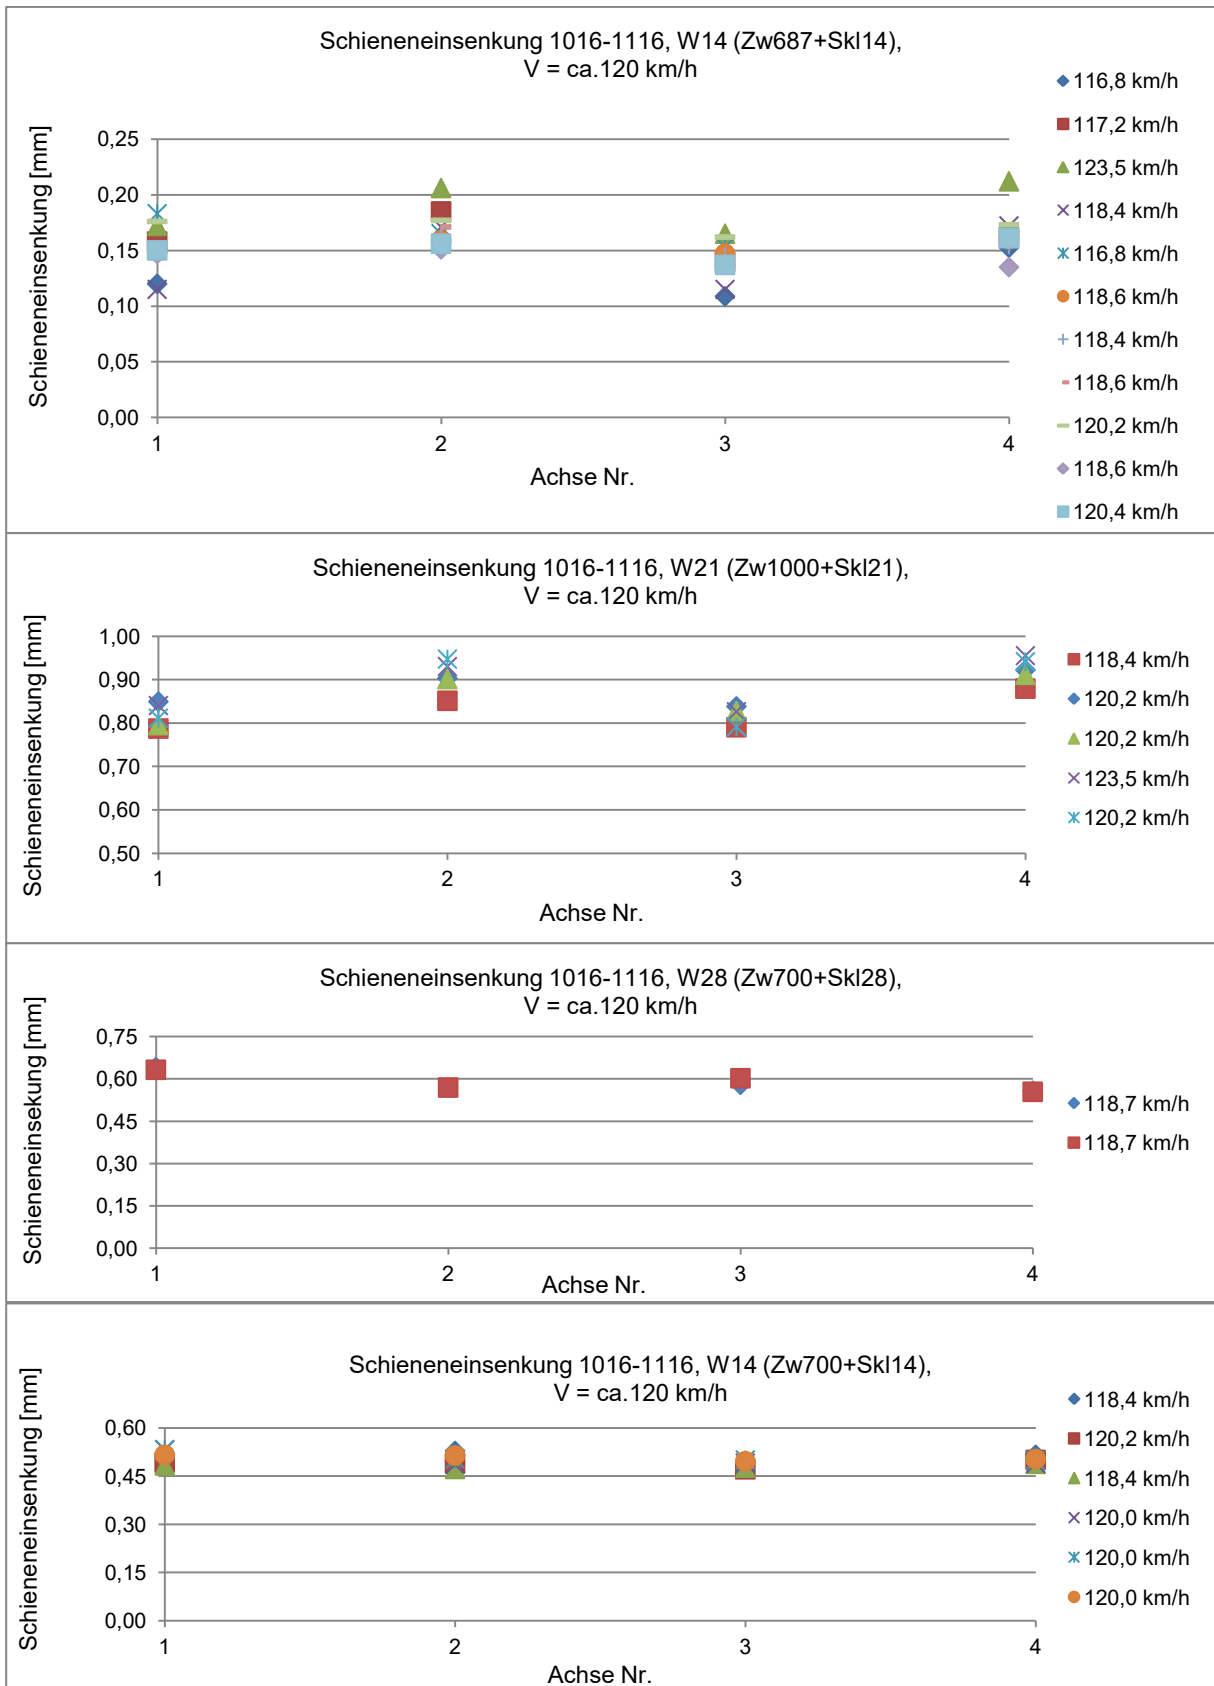 Schieneneinsenkung 1016-1116, W14 (Zw687+Skl14),
V = ca.120 km/h
Schieneneinsenkung [mm]
0,25
0,20
0,15
0,10
0,05
0,00
1
2
3
4
Achse Nr.
116,8 km/h
117,2 km/h
123,5 km/h
118,4 km/h
116,8 km/h
118,6 km/h
118,4 km/h
118,6 km/h
120,2 km/h
118,6 km/h
120,4 km/h
Schieneneinsenkung 1016-1116, W21 (Zw1000+Skl21),
V = ca.120 km/h
Schieneneinsenkung [mm]
1,00
0,90
0,80
0,70
0,60
0,50
1
2
3
4
Achse Nr.
118,4 km/h
120,2 km/h
120,2 km/h
123,5 km/h
120,2 km/h
Schieneneinsenkung 1016-1116, W28 (Zw700+Skl28),
V = ca.120 km/h
Schieneneinsekung [mm]
0,75
0,60
0,45
0,30
0,15
0,00
1
2
3
4
Achse Nr.
118,7 km/h
118,7 km/h
Schieneneinsenkung 1016-1116, W14 (Zw700+Skl14),
V = ca.120 km/h
Schieneneinsenkung [mm]
0,60
0,45
0,30
0,15
0,00
1
2
3
4
Achse Nr.
118,4 km/h
120,2 km/h
118,4 km/h
120,0 km/h
120,0 km/h
120,0 km/h